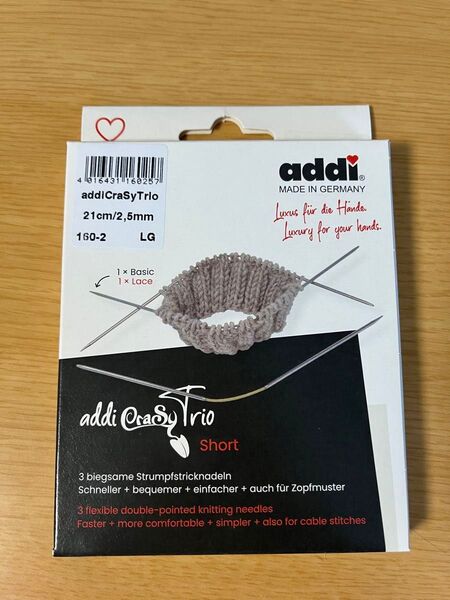 4 016431 160257
addiCraSyTrio
21cm/2,5mm
160-2 LG
addi
MADE IN GERMANY
Luxus für die Hände.
Luxury for your hands.
1 × Basic
1 × Lace
addi CraSy Trio
Short
3 biegsame Strumpfstricknadeln
Schneller + bequemer + einfacher + auch für Zopfmuster
3 flexible double-pointed knitting needles
Faster + more comfortable + simpler + also for cable stitches